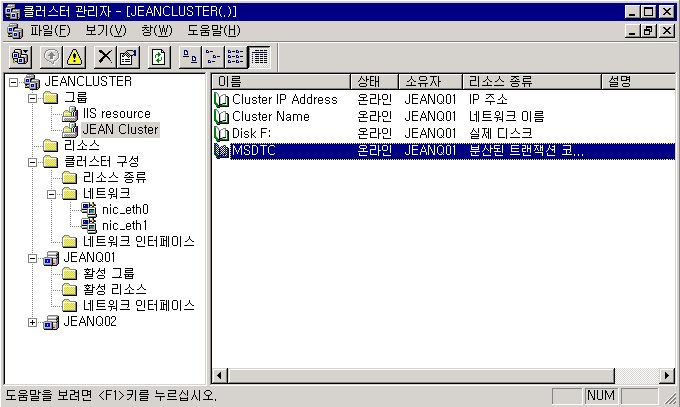 클러스터 관리자 - [JEANCLUSTER(.)]
파일(F) 보기(V) 창(W) 도움말(H)
JEANCLUSTER
그룹
IIS resource
JEAN Cluster
리소스
클러스터 구성
리소스 종류
네트워크
nic_eth0
nic_eth1
네트워크 인터페이스
JEANQ01
활성 그룹
활성 리소스
네트워크 인터페이스
JEANQ02
이름 상태 소유자 리소스 종류 설명
Cluster IP Address 온라인 JEANQ01 IP 주소
Cluster Name 온라인 JEANQ01 네트워크 이름
Disk F: 온라인 JEANQ01 실제 디스크
MSDTC 온라인 JEANQ01 분산된 트랜잭션 코...
도움말을 보려면 <F1>키를 누르십시오. NUM